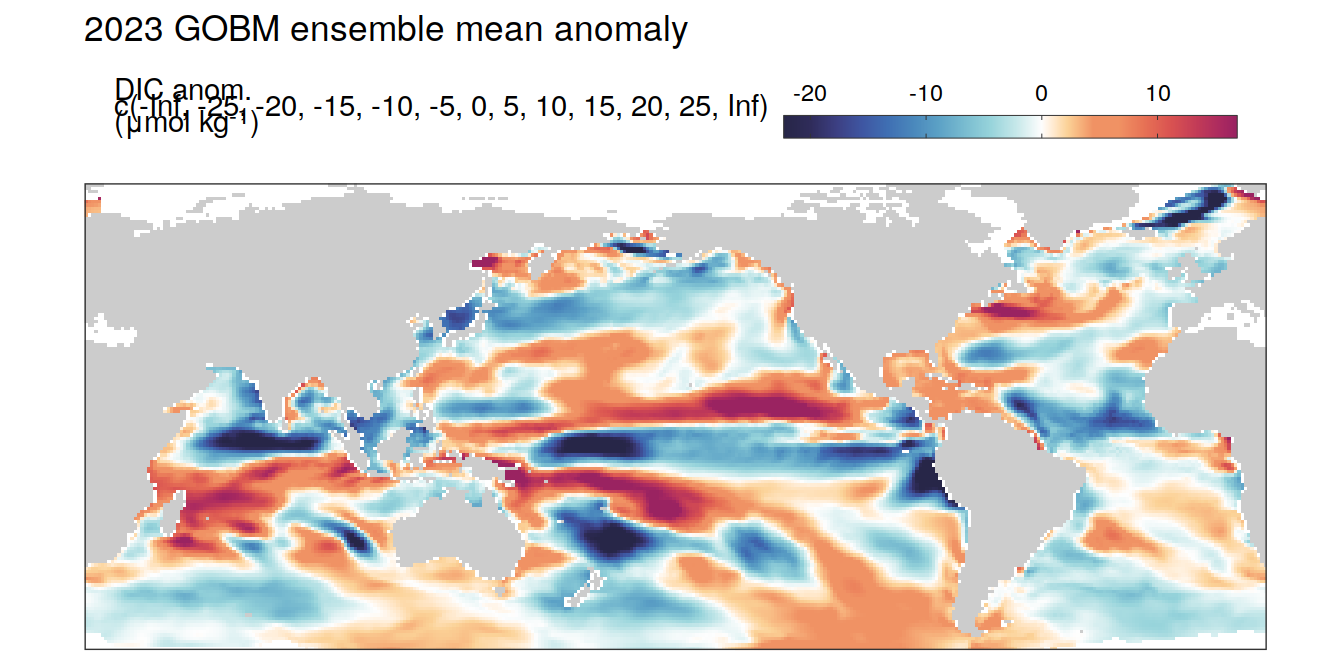 2023 GOBM ensemble mean anomaly
DIC anom.
c(-Inf, -25, -20, -15, -10, -5, 0, 5, 10, 15, 20, 25, Inf)
(μmol kg⁻¹)
-20 -10 0 10